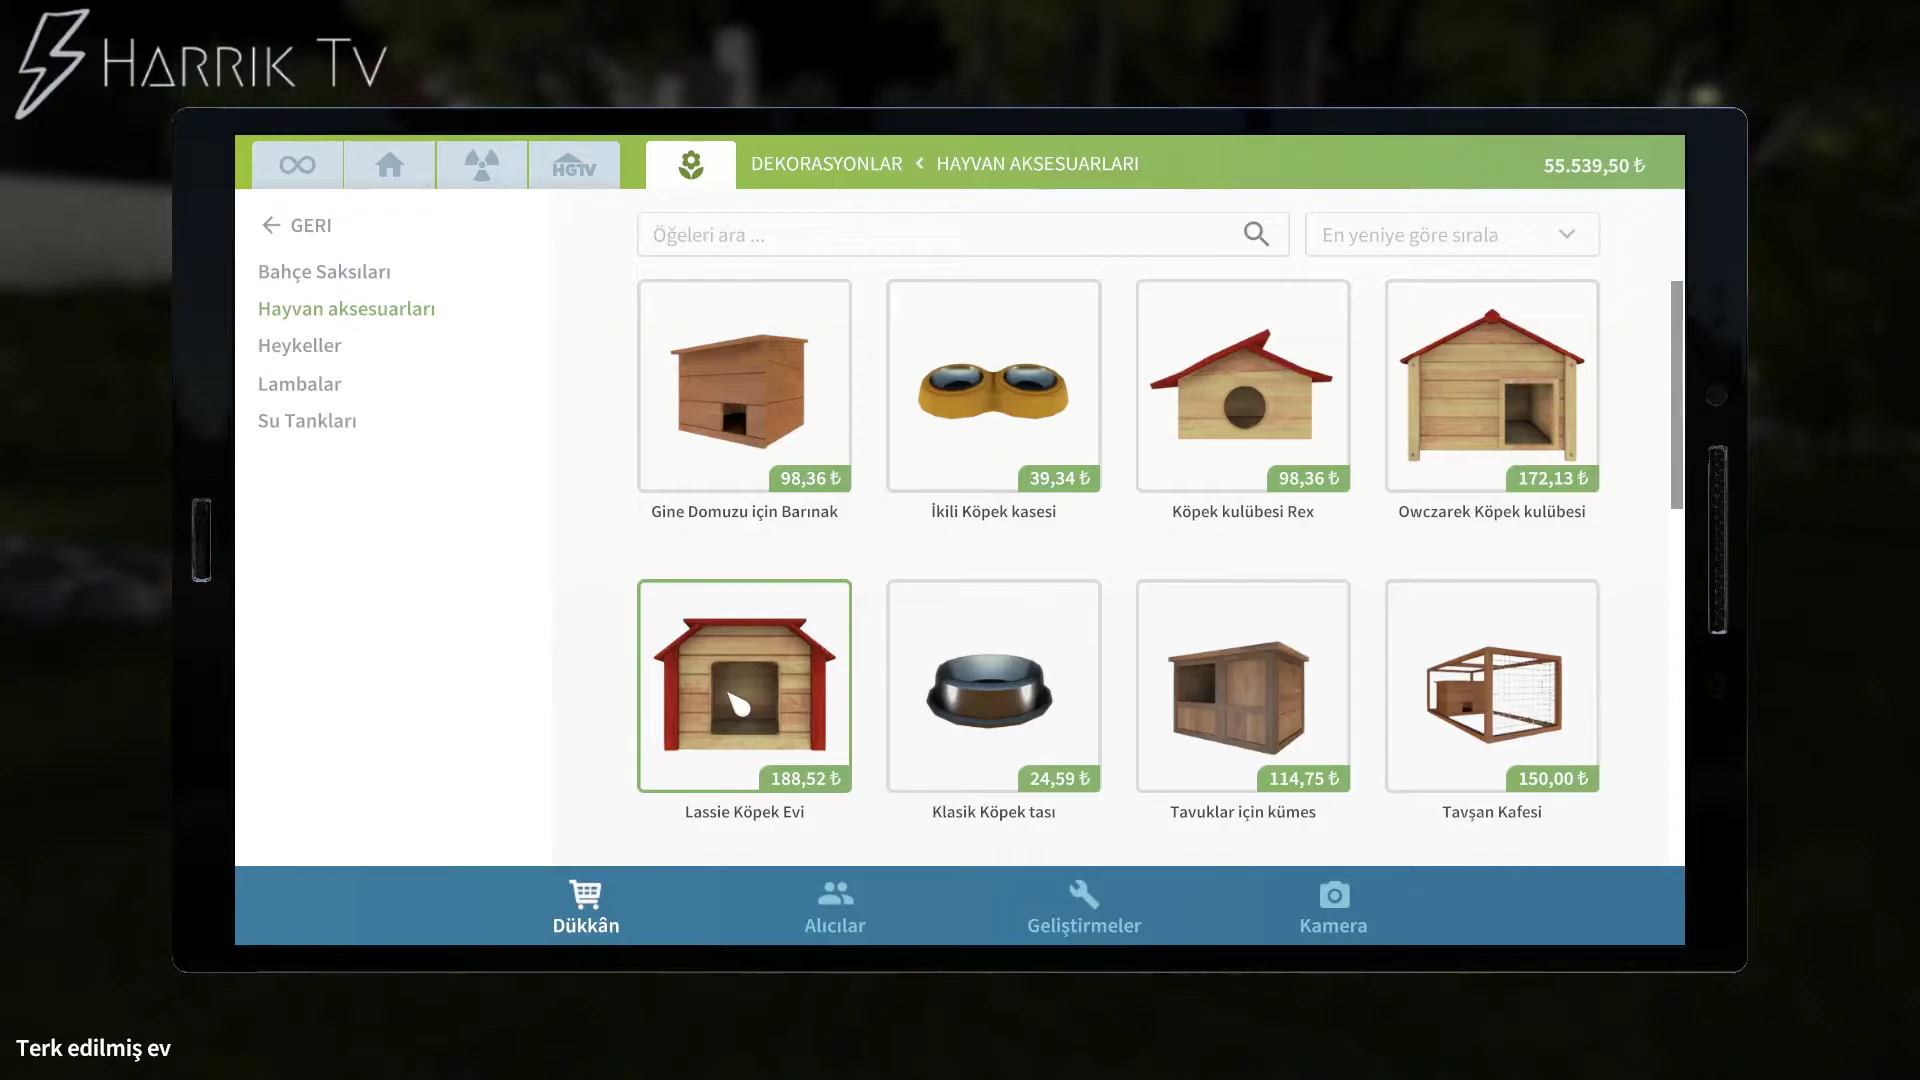 HARRIK TV
HGTV
DEKORASYONLAR < HAYVAN AKSESUARLARI
55.539,50 ₺
GERI
Öğeleri ara ...
En yeniye göre sırala
Bahçe Saksıları
Hayvan aksesuarları
Heykeller
Lambalar
Su Tankları
98,36 ₺
39,34 ₺
98,36 ₺
172,13 ₺
Gine Domuzu için Barınak
İkili Köpek kasesi
Köpek kulübesi Rex
Owczarek Köpek kulübesi
188,52 ₺
24,59 ₺
114,75 ₺
150,00 ₺
Lassie Köpek Evi
Klasik Köpek tası
Tavuklar için kümes
Tavşan Kafesi
Dükkân
Alıcılar
Geliştirmeler
Kamera
Terk edilmiş ev